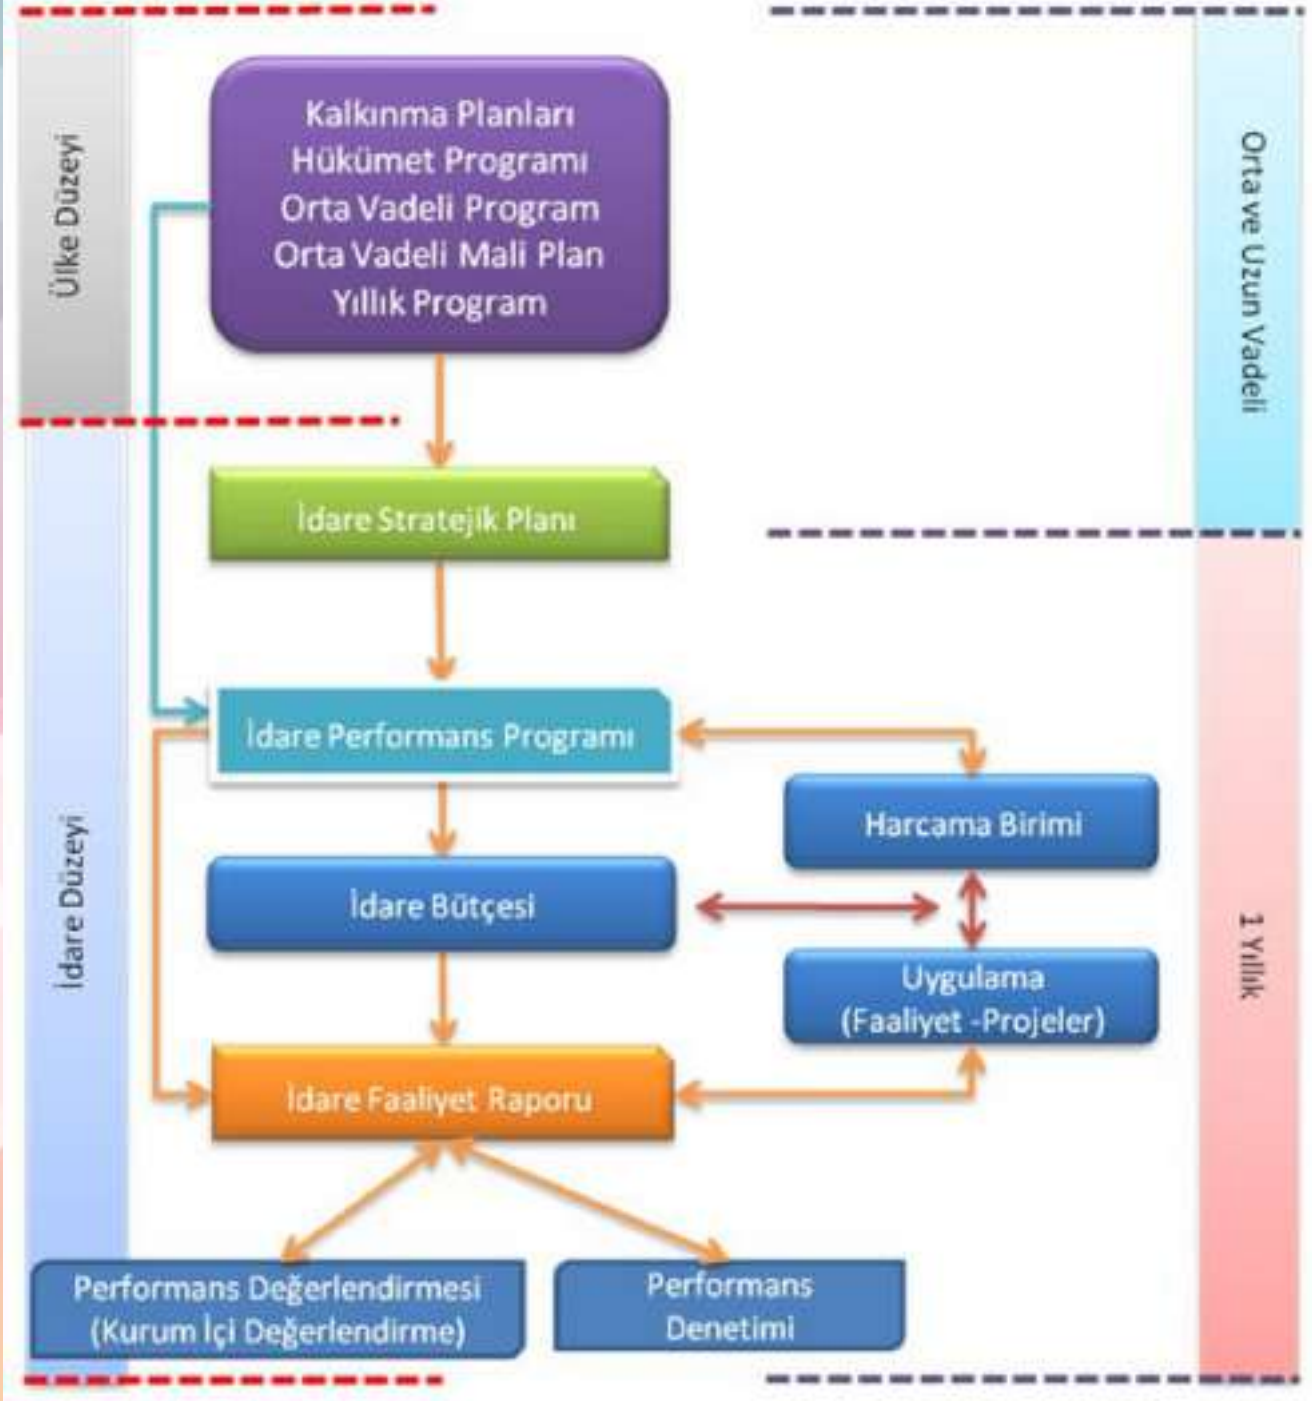 Ülke Düzeyi
Kalkınma Planları
Hükümet Programı
Orta Vadeli Program
Orta Vadeli Mali Plan
Yıllık Program
Orta ve Uzun Vadeli
İdare Stratejik Planı
İdare Düzeyi
İdare Performans Programı
Harcama Birimi
İdare Bütçesi
Uygulama
(Faaliyet -Projeler)
1 Yıllık
İdare Faaliyet Raporu
Performans Değerlendirmesi
(Kurum İçi Değerlendirme)
Performans
Denetimi